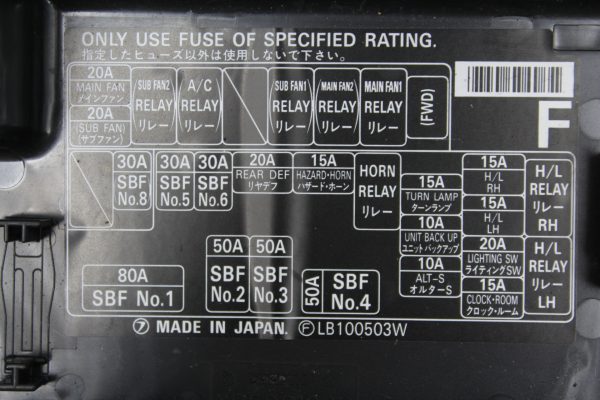 ONLY USE FUSE OF SPECIFIED RATING.
指定したヒューズ以外は使用しないで下さい。
20A
MAIN FAN
メインファン
20A
(SUB FAN)
(サブファン)
SUB FAN2
RELAY
リレー
A/C
RELAY
リレー
SUB FAN1
RELAY
リレー
MAIN FAN2
RELAY
リレー
MAIN FAN1
RELAY
リレー
(FWD)
F
30A
SBF
No.8
30A
SBF
No.5
30A
SBF
No.6
20A
REAR DEF
リヤデフ
15A
HAZARD・HORN
ハザード・ホーン
HORN
RELAY
リレー
15A
TURN LAMP
ターンランプ
10A
UNIT BACK UP
ユニットバックアップ
10A
ALT-S
オルターS
15A
H/L
RH
15A
H/L
LH
20A
LIGHTING SW
ライティングSW
15A
CLOCK・ROOM
クロック・ルーム
H/L
RELAY
リレー
RH
H/L
RELAY
リレー
LH
80A
SBF No.1
50A
SBF
No.2
50A
SBF
No.3
50A
SBF
No.4
⑦ MADE IN JAPAN. Ⓕ LB100503W